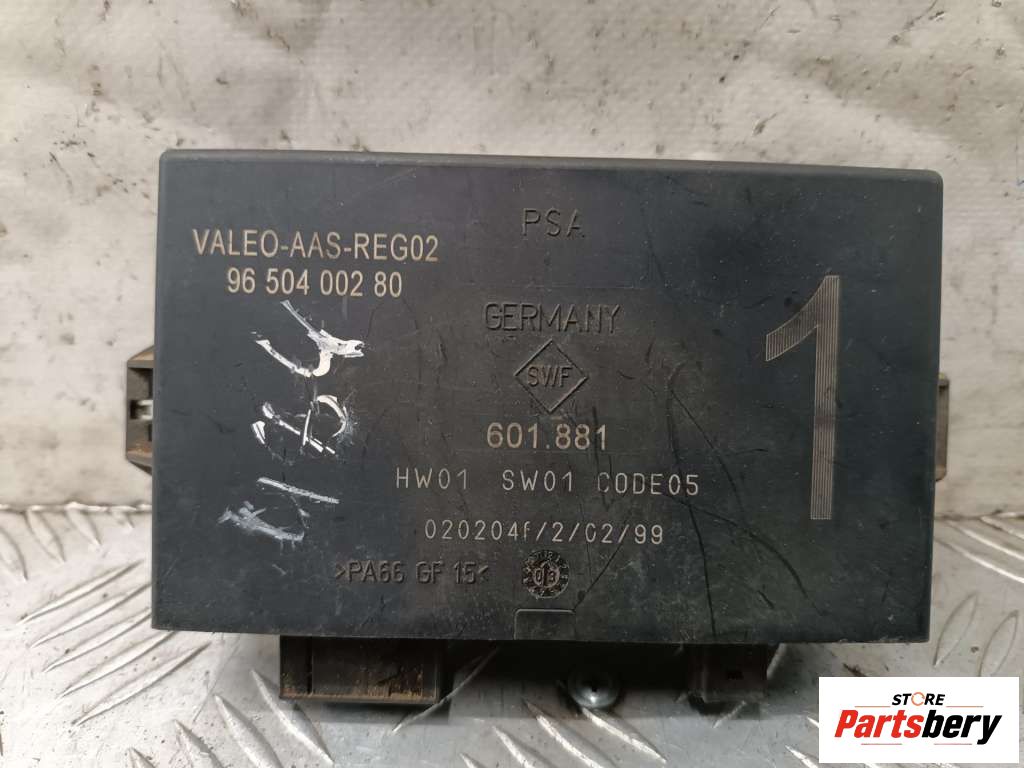 PSA
VALEO-AAS-REG02
96 504 002 80
GERMANY
SWF
601.881
1
HW01 SW01 CODE05
020204f/2/02/99
>PA66 GF 15<
03
STORE
Partsbery